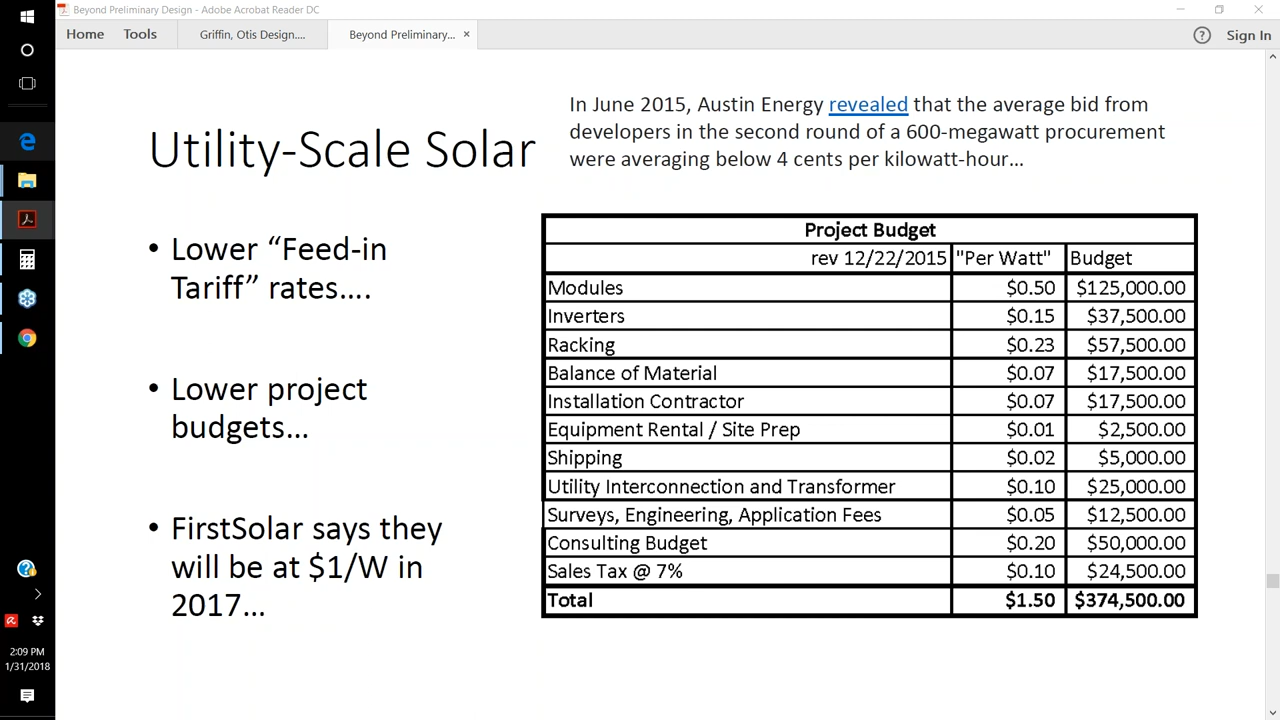 Beyond Preliminary Design - Adobe Acrobat Reader DC
Home Tools Griffin, Otis Design.... Beyond Preliminary... × ? Sign In
In June 2015, Austin Energy revealed that the average bid from
developers in the second round of a 600-megawatt procurement
were averaging below 4 cents per kilowatt-hour…
Utility-Scale Solar
• Lower “Feed-in
Tariff” rates….
• Lower project
budgets…
• FirstSolar says they
will be at $1/W in
2017…
Project Budget
rev 12/22/2015 "Per Watt" Budget
Modules $0.50 $125,000.00
Inverters $0.15 $37,500.00
Racking $0.23 $57,500.00
Balance of Material $0.07 $17,500.00
Installation Contractor $0.07 $17,500.00
Equipment Rental / Site Prep $0.01 $2,500.00
Shipping $0.02 $5,000.00
Utility Interconnection and Transformer $0.10 $25,000.00
Surveys, Engineering, Application Fees $0.05 $12,500.00
Consulting Budget $0.20 $50,000.00
Sales Tax @ 7% $0.10 $24,500.00
Total $1.50 $374,500.00
2:09 PM
1/31/2018